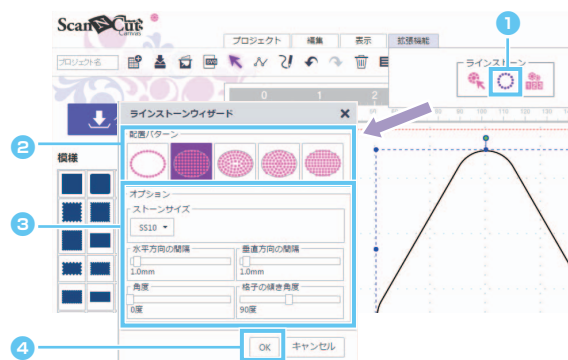 ScanNCut
Canvas
プロジェクト 編集 表示 拡張機能
プロジェクト名
ラインストーン
1
0 1 2
ラインストーンウィザード
2
配置パターン
模様
3
オプション
ストーンサイズ
SS10
水平方向の間隔 垂直方向の間隔
1.0mm 1.0mm
角度 格子の傾き角度
0度 90度
4
OK キャンセル